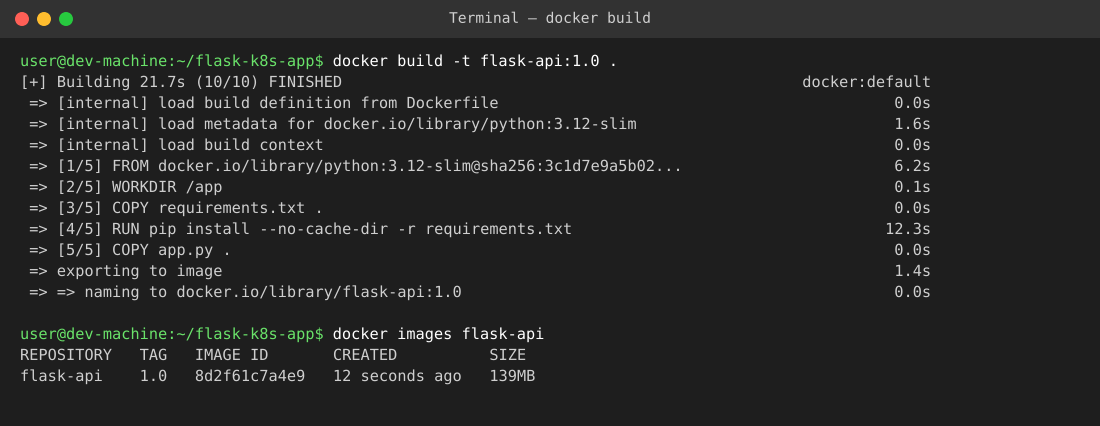 Terminal — docker build
user@dev-machine:~/flask-k8s-app$ docker build -t flask-api:1.0 .
[+] Building 21.7s (10/10) FINISHED docker:default
=> [internal] load build definition from Dockerfile 0.0s
=> [internal] load metadata for docker.io/library/python:3.12-slim 1.6s
=> [internal] load build context 0.0s
=> [1/5] FROM docker.io/library/python:3.12-slim@sha256:3c1d7e9a5b02... 6.2s
=> [2/5] WORKDIR /app 0.1s
=> [3/5] COPY requirements.txt . 0.0s
=> [4/5] RUN pip install --no-cache-dir -r requirements.txt 12.3s
=> [5/5] COPY app.py . 0.0s
=> exporting to image 1.4s
=> => naming to docker.io/library/flask-api:1.0 0.0s
user@dev-machine:~/flask-k8s-app$ docker images flask-api
REPOSITORY TAG IMAGE ID CREATED SIZE
flask-api 1.0 8d2f61c7a4e9 12 seconds ago 139MB